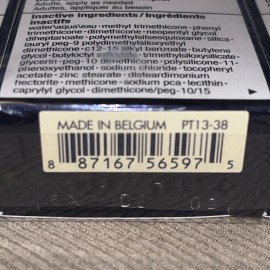 Adults, apply as needed
Adultes, appliquer au besoin
Inactive Ingredients/Ingrédients
inactifs
water\aqua\eau•methyl trimethicone•phenyl
trimethicone•dimethicone•neopentyl glycol
diheptanoate•polymethylsilsesquioxane•silica•
lauryl peg-9 polydimethylsiloxyethyl
dimethicone•c12-15 alkyl benzoate•butylene
glycol•butyloctyl
glycerin•peg-10 dimethicone•polysilicone-11•
phenoxyethanol•sodium chloride•tocopheryl
acetate•zinc stearate•disteardimonium
hectorite•methicone•sodium pca•lecithin•
caprylyl glycol•dimethicone/peg-10/15
MADE IN BELGIUM PT13-38
8 87167 56597 5